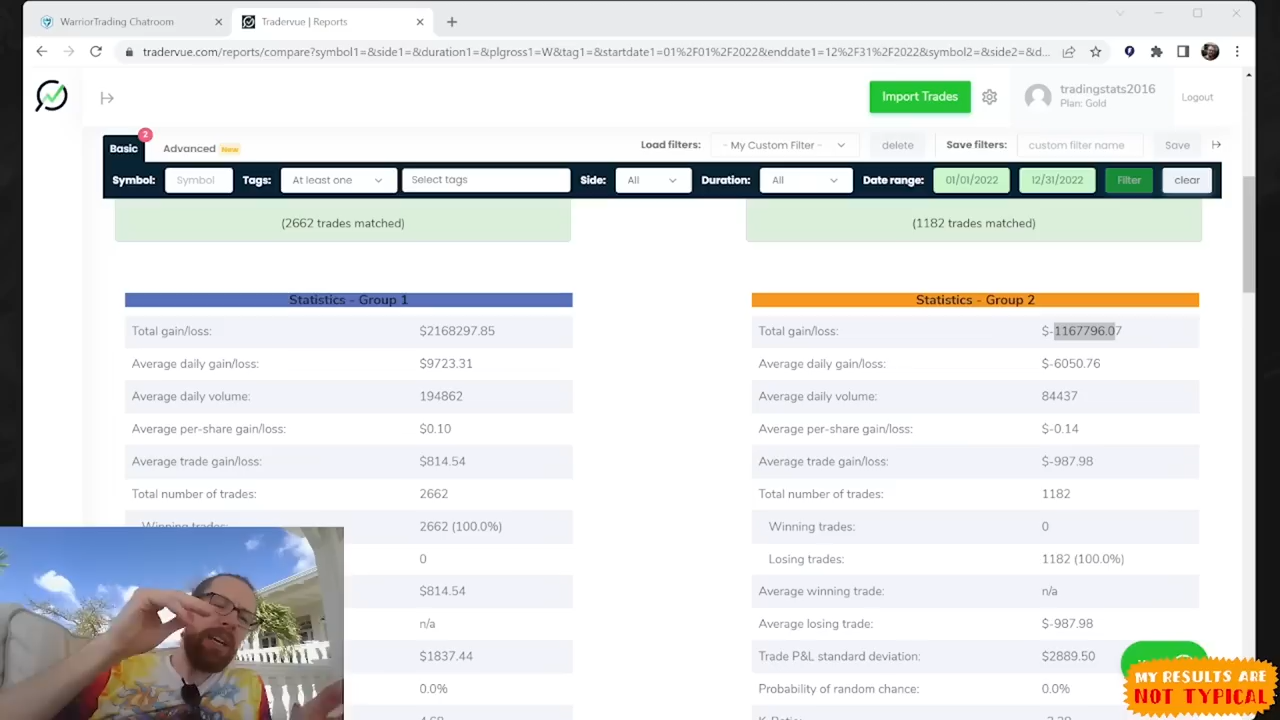 WarriorTrading Chatroom
Tradervue | Reports
tradervue.com/reports/compare?symbol1=&side1=&duration1=&plgross1=W&tag1=&startdate1=01%2F01%2F2022&enddate1=12%2F31%2F2022&symbol2=&side2=&d...
Import Trades
tradingstats2016
Plan: Gold
Logout
2
Basic
Advanced New
Load filters: - My Custom Filter - delete Save filters: custom filter name Save
Symbol: Symbol Tags: At least one Select tags Side: All Duration: All Date range: 01/01/2022 12/31/2022 Filter clear
(2662 trades matched)
(1182 trades matched)
Statistics - Group 1
Total gain/loss: $2168297.85
Average daily gain/loss: $9723.31
Average daily volume: 194862
Average per-share gain/loss: $0.10
Average trade gain/loss: $814.54
Total number of trades: 2662
Winning trades: 2662 (100.0%)
0
$814.54
n/a
$1837.44
0.0%
Statistics - Group 2
Total gain/loss: $-1167796.07
Average daily gain/loss: $-6050.76
Average daily volume: 84437
Average per-share gain/loss: $-0.14
Average trade gain/loss: $-987.98
Total number of trades: 1182
Winning trades: 0
Losing trades: 1182 (100.0%)
Average winning trade: n/a
Average losing trade: $-987.98
Trade P&L standard deviation: $2889.50
Probability of random chance: 0.0%
MY RESULTS ARE
NOT TYPICAL